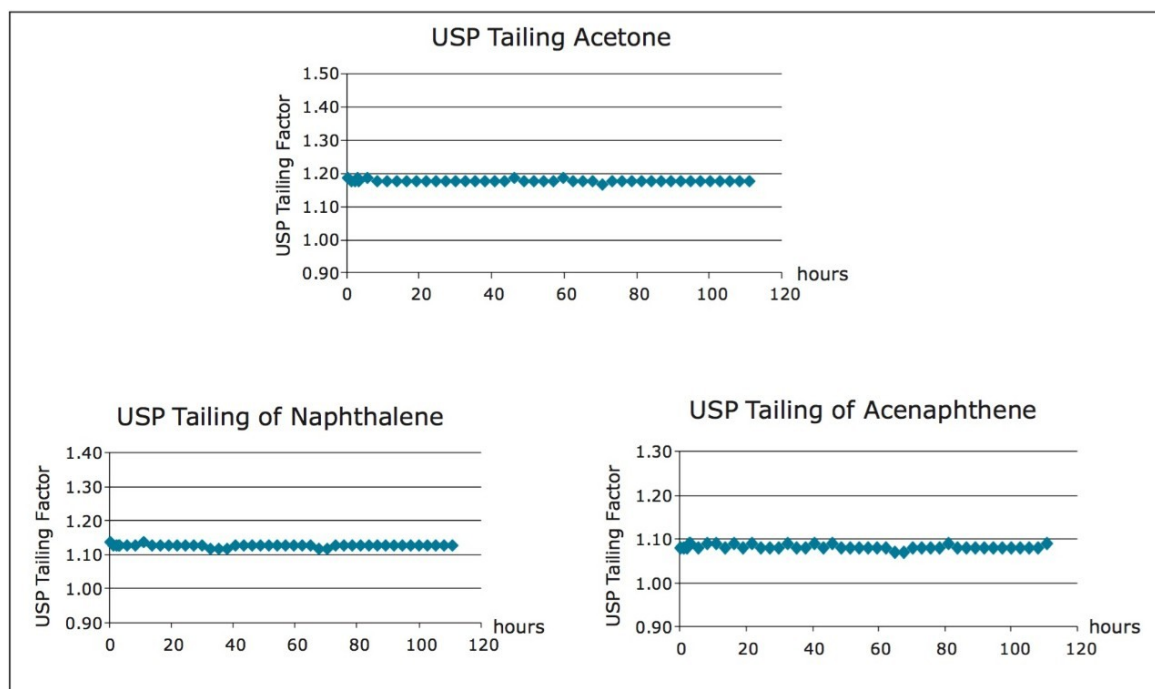 USP Tailing Acetone
USP Tailing Factor
1.50
1.40
1.30
1.20
1.10
1.00
0.90
0 20 40 60 80 100 120
hours
USP Tailing of Naphthalene
USP Tailing Factor
1.40
1.30
1.20
1.10
1.00
0.90
0 20 40 60 80 100 120
hours
USP Tailing of Acenaphthene
USP Tailing Factor
1.30
1.20
1.10
1.00
0.90
0 20 40 60 80 100 120
hours